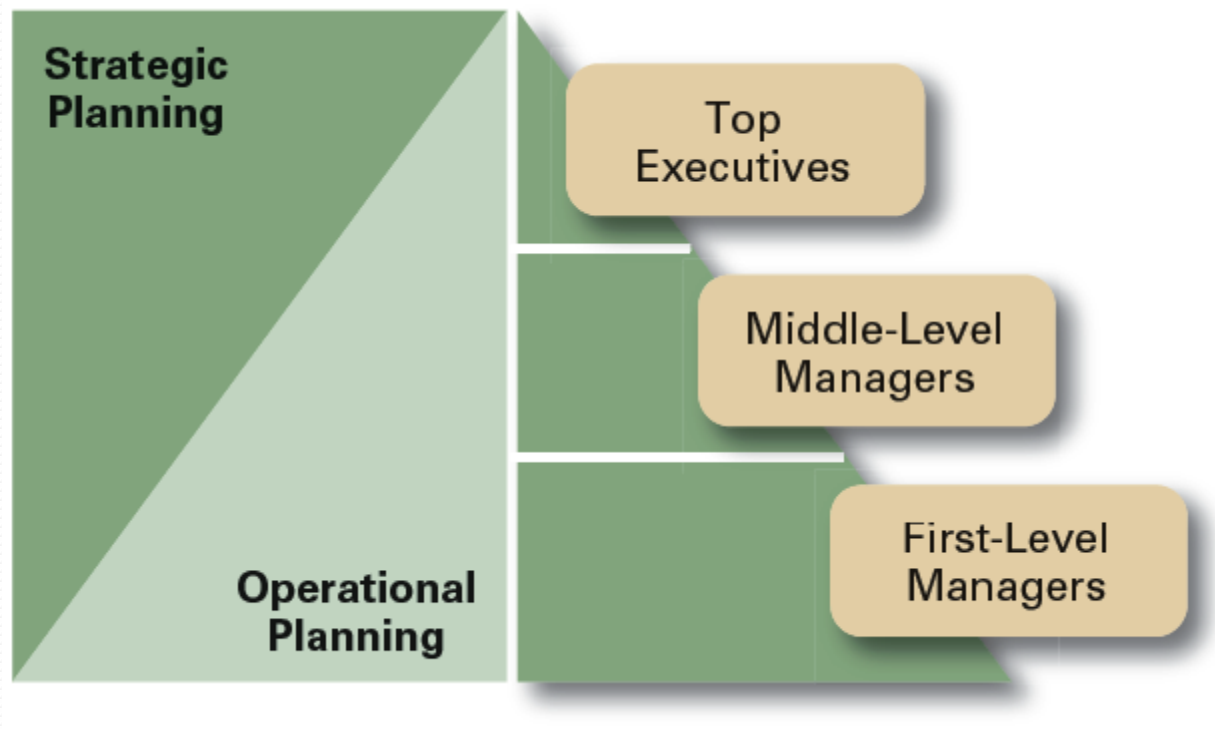 Strategic
Planning
Top
Executives
Middle-Level
Managers
First-Level
Managers
Operational
Planning